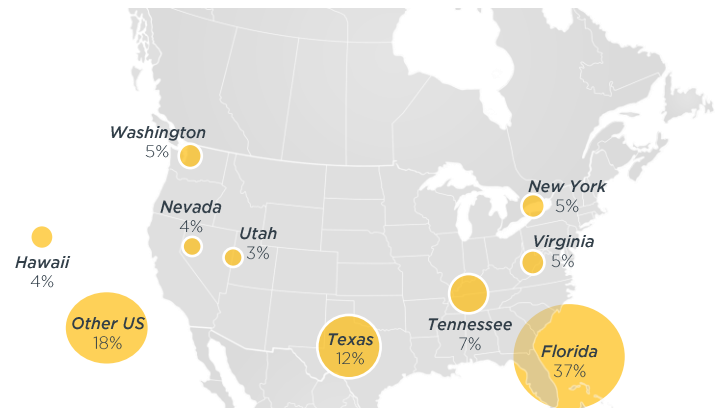 Washington
5%
New York
5%
Nevada
4%
Utah
3%
Virginia
5%
Hawaii
4%
Other US
18%
Texas
12%
Tennessee
7%
Florida
37%